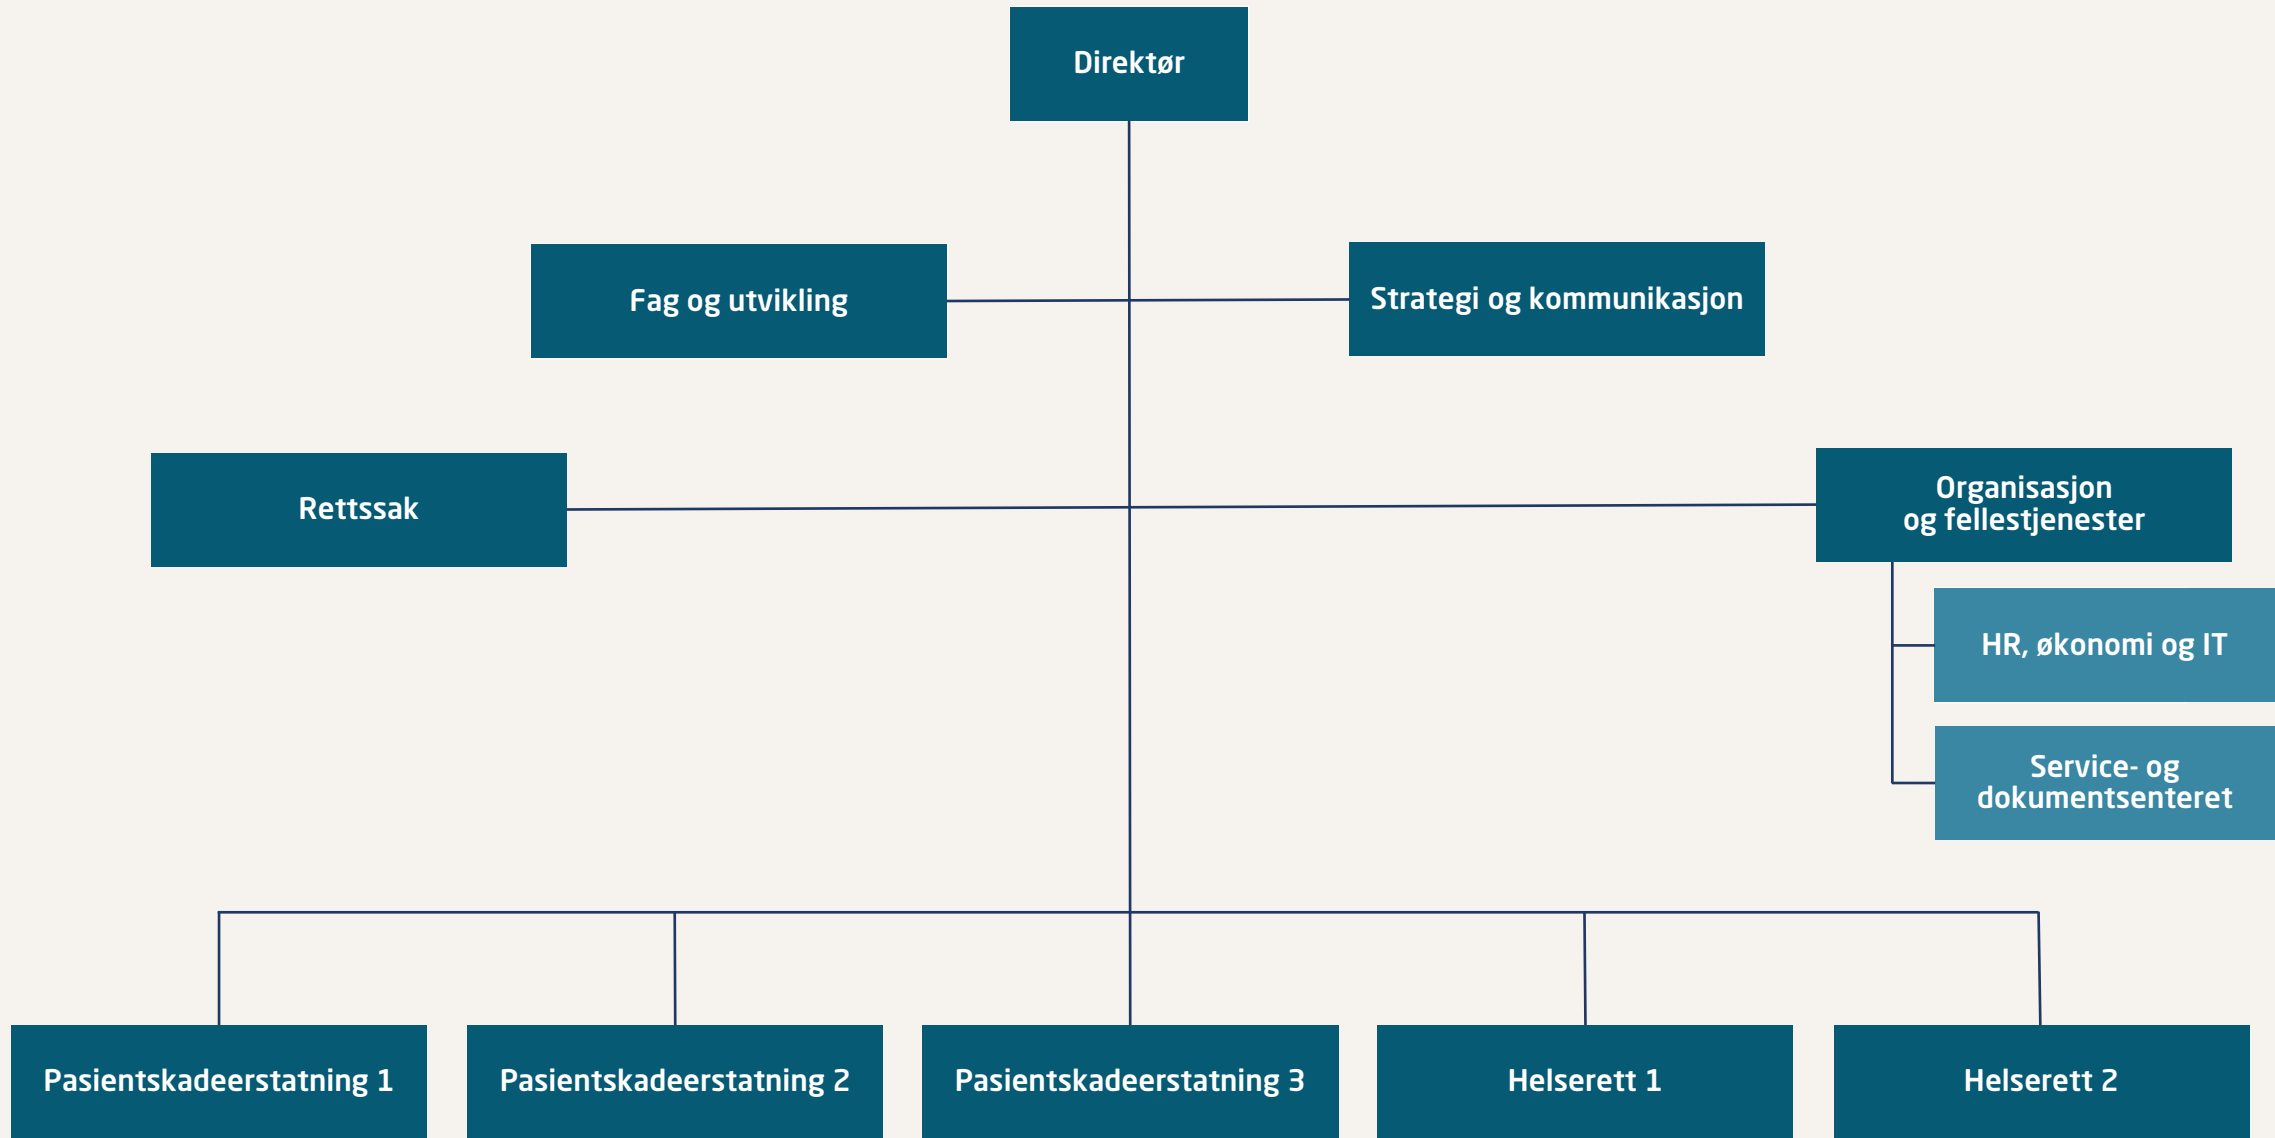 Direktør
Fag og utvikling
Strategi og kommunikasjon
Rettssak
Organisasjon
og fellestjenester
HR, økonomi og IT
Service- og
dokumentsenteret
Pasientskadeerstatning 1
Pasientskadeerstatning 2
Pasientskadeerstatning 3
Helserett 1
Helserett 2